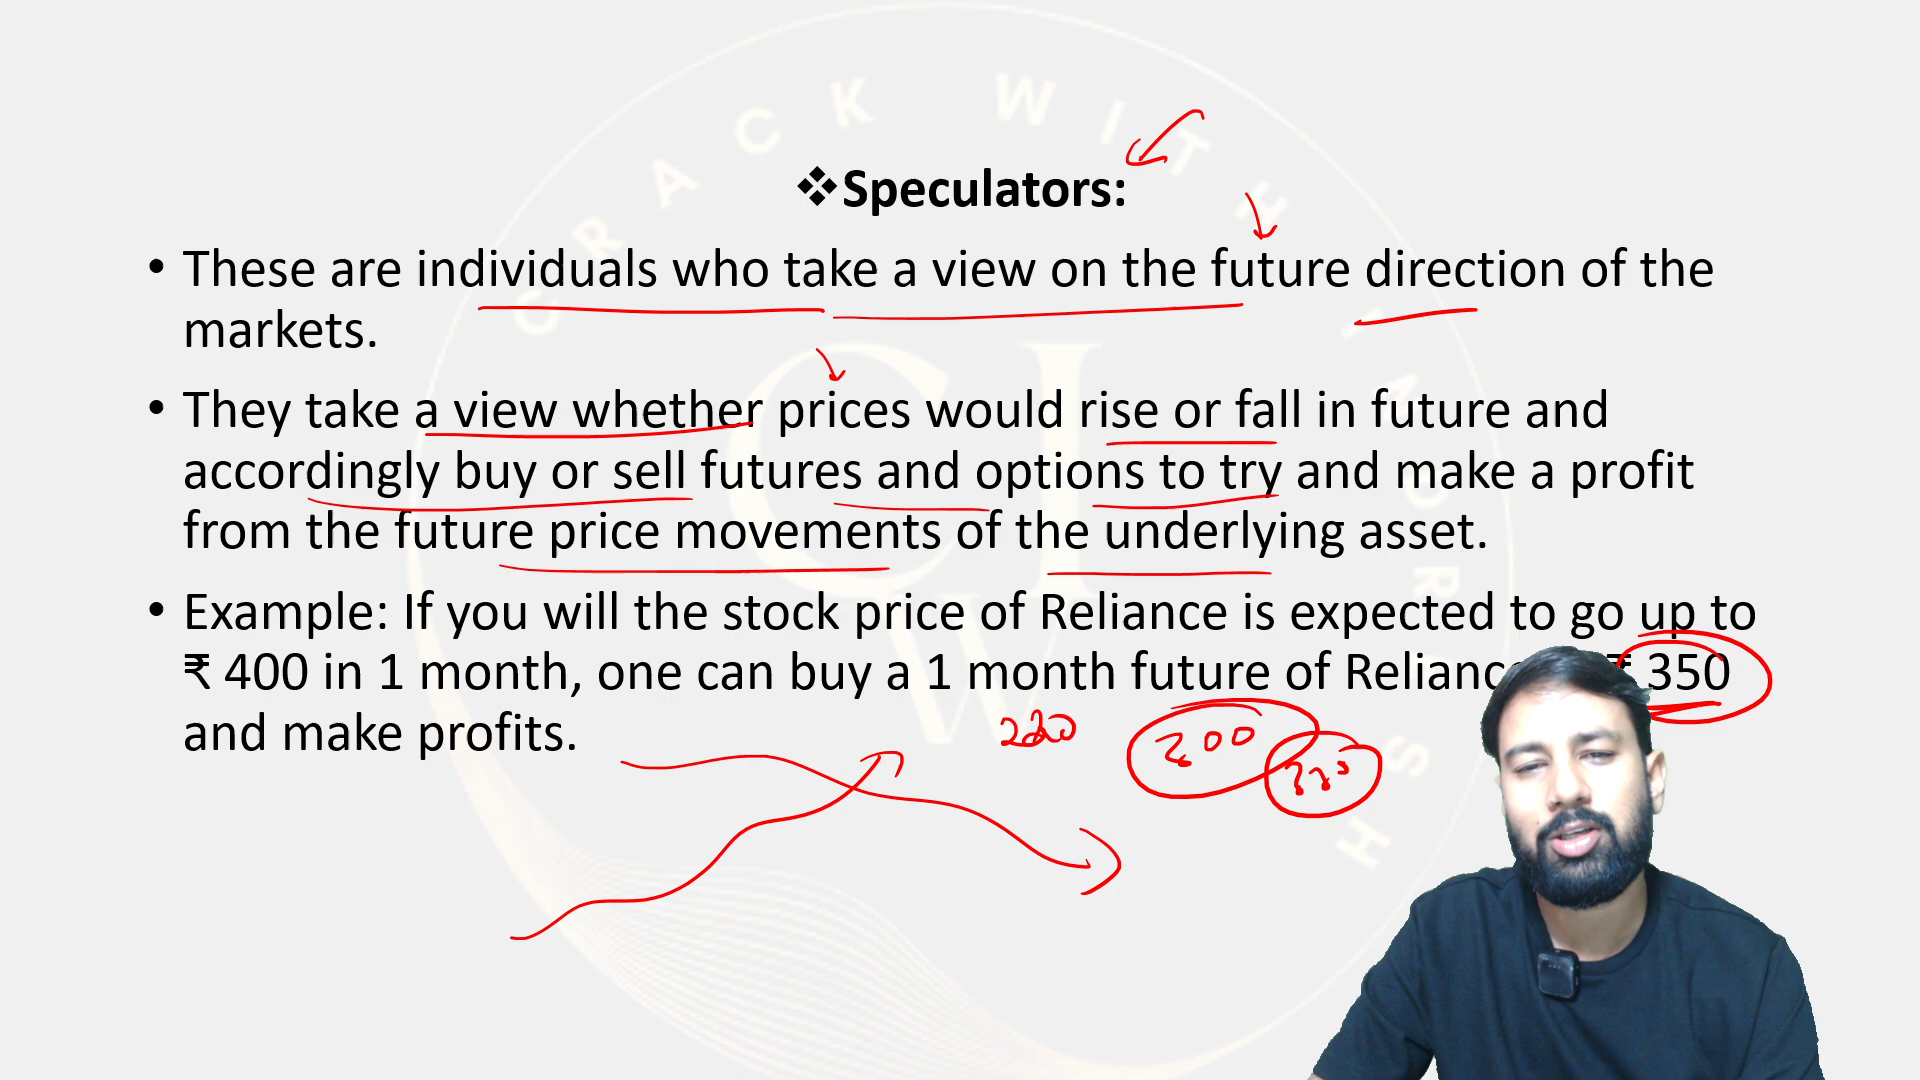 CRACK WITH
❖Speculators:
• These are individuals who take a view on the future direction of the
markets.
• They take a view whether prices would rise or fall in future and
accordingly buy or sell futures and options to try and make a profit
from the future price movements of the underlying asset.
• Example: If you will the stock price of Reliance is expected to go up to
₹ 400 in 1 month, one can buy a 1 month future of Relianc ₹ 350
and make profits.
200